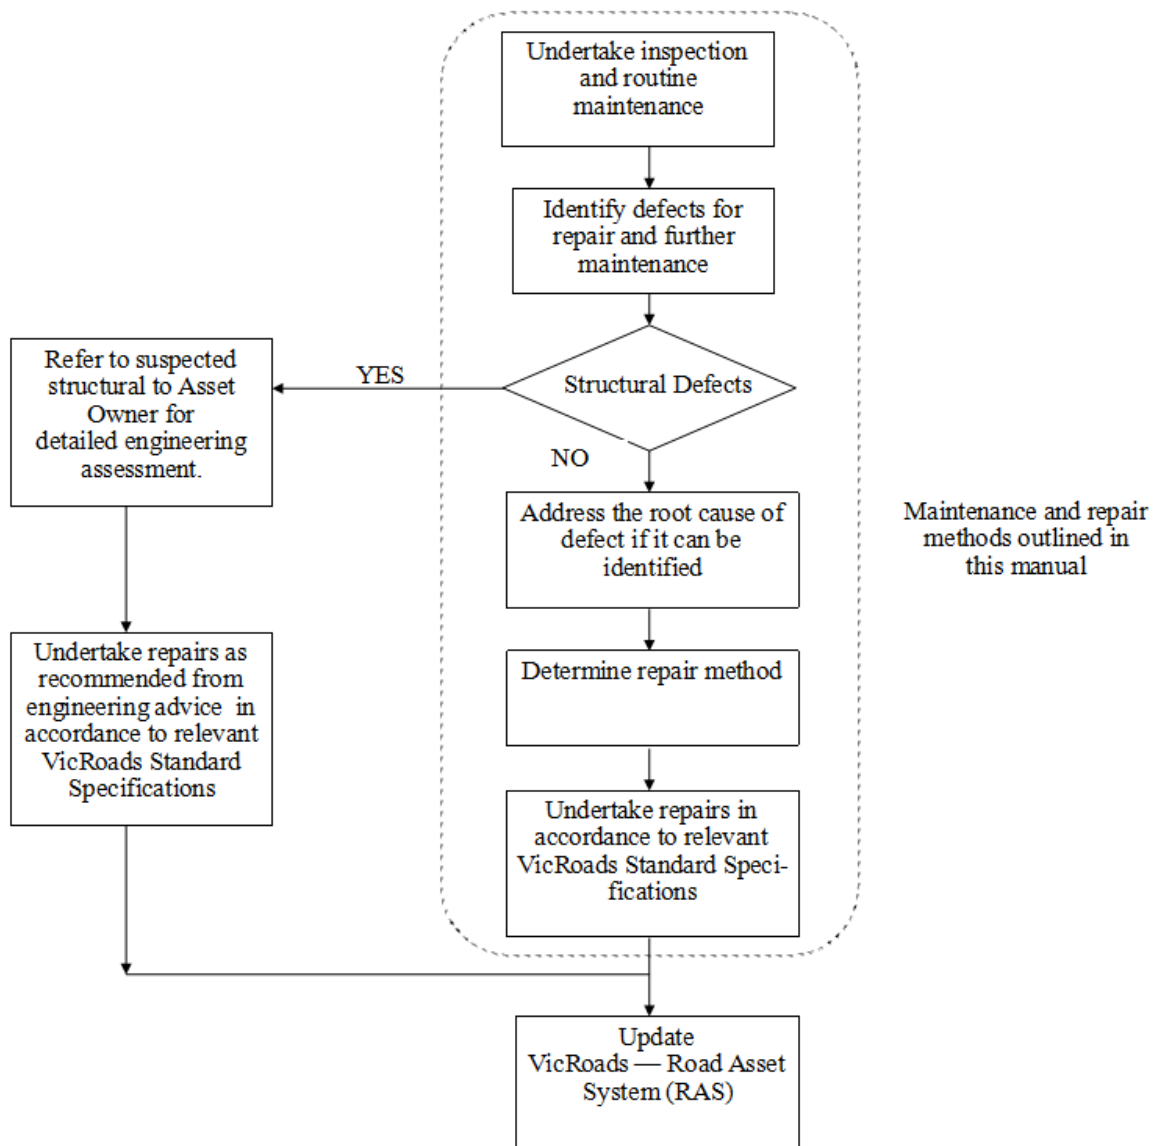 Undertake inspection
and routine
maintenance
Identify defects for
repair and further
maintenance
Structural Defects
YES
NO
Refer to suspected
structural to Asset
Owner for
detailed engineering
assessment.
Undertake repairs as
recommended from
engineering advice in
accordance to relevant
VicRoads Standard
Specifications
Address the root cause of
defect if it can be
identified
Determine repair method
Undertake repairs in
accordance to relevant
VicRoads Standard Speci-
fications
Maintenance and repair
methods outlined in
this manual
Update
VicRoads — Road Asset
System (RAS)